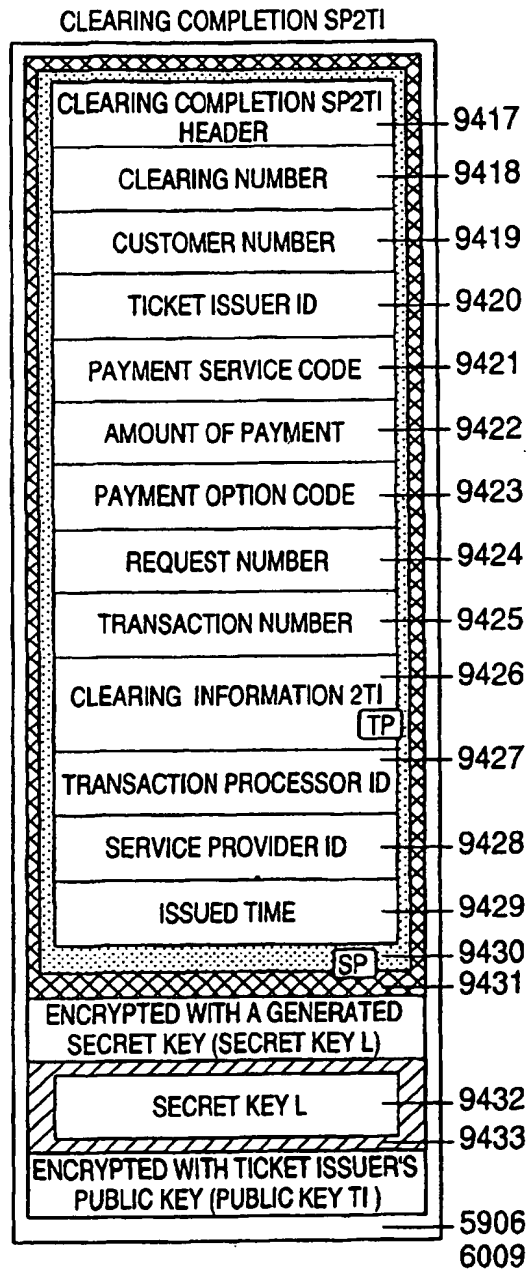 CLEARING COMPLETION SP2TI
CLEARING COMPLETION SP2TI
HEADER
9417
CLEARING NUMBER
9418
CUSTOMER NUMBER
9419
TICKET ISSUER ID
9420
PAYMENT SERVICE CODE
9421
AMOUNT OF PAYMENT
9422
PAYMENT OPTION CODE
9423
REQUEST NUMBER
9424
TRANSACTION NUMBER
9425
9426
CLEARING INFORMATION 2TI
TP
9427
TRANSACTION PROCESSOR ID
SERVICE PROVIDER ID
9428
ISSUED TIME
9429
9430
SP
9431
ENCRYPTED WITH A GENERATED
SECRET KEY (SECRET KEY L)
SECRET KEY L
9432
9433
ENCRYPTED WITH TICKET ISSUER'S
PUBLIC KEY (PUBLIC KEY TI )
5906
6009